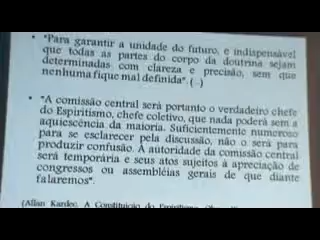 • "Para garantir a unidade do futuro, é indispensável
que todas as partes do corpo da doutrina sejam
determinadas com clareza e precisão, sem que
nenhuma fique mal definida". (...)
• "A comissão central será portanto o verdadeiro chefe
do Espiritismo, chefe coletivo, que nada poderá sem a
aquiescência da maioria. Suficientemente numeroso
para se esclarecer pela discussão, não o será para
produzir confusão. A autoridade da comissão central
será temporária e seus atos sujeitos à apreciação de
congressos ou assembléias gerais de que diante
falaremos".
(Allan Kardec, A Constituição do Espiritismo,